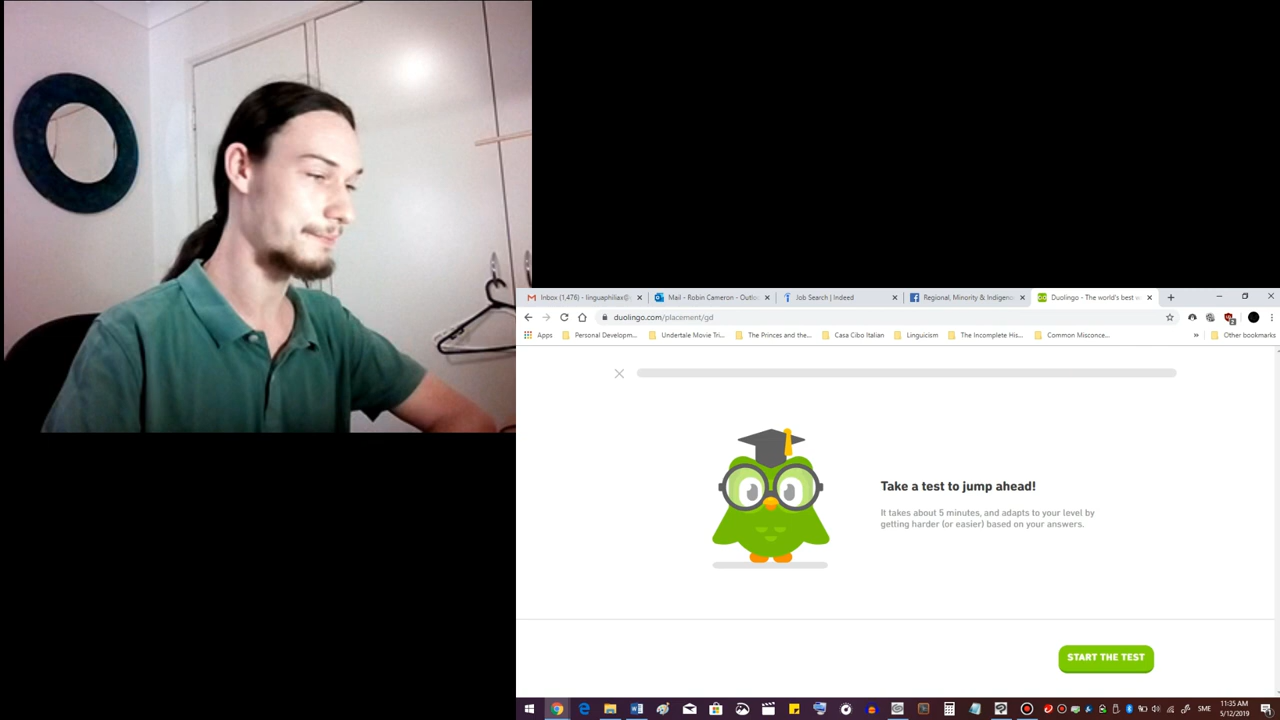 Inbox (1,476) - linguaphiliax@
Mail - Robin Cameron - Outloo
Job Search | Indeed
Regional, Minority & Indigeno
Duolingo - The world's best w
duolingo.com/placement/gd
Apps
Personal Developm...
Undertale Movie Tri...
The Princes and the...
Casa Cibo Italian
Linguicism
The Incomplete His...
Common Misconce...
»
Other bookmarks
Take a test to jump ahead!
It takes about 5 minutes, and adapts to your level by
getting harder (or easier) based on your answers.
START THE TEST
SME
11:35 AM
5/12/2019